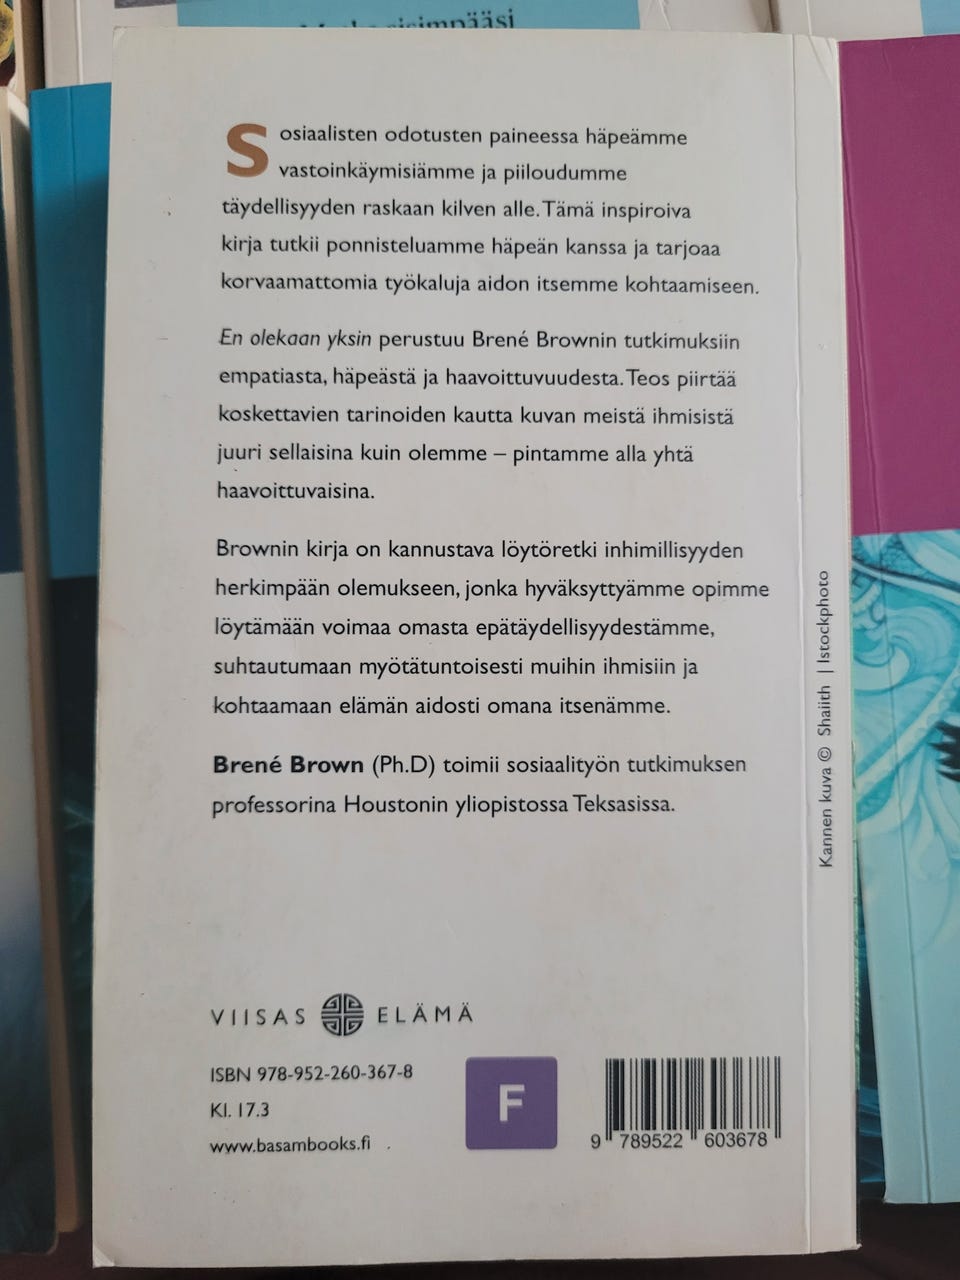 sisimpääsi
Sosiaalisten odotusten paineessa häpeämme
vastoinkäymisiämme ja piiloudumme
täydellisyyden raskaan kilven alle. Tämä inspiroiva
kirja tutkii ponnisteluamme häpeän kanssa ja tarjoaa
korvaamattomia työkaluja aidon itsemme kohtaamiseen.
En olekaan yksin perustuu Brené Brownin tutkimuksiin
empatiasta, häpeästä ja haavoittuvuudesta. Teos piirtää
koskettavien tarinoiden kautta kuvan meistä ihmisistä
juuri sellaisina kuin olemme – pintamme alla yhtä
haavoittuvaisina.
Brownin kirja on kannustava löytöretki inhimillisyyden
herkimpään olemukseen, jonka hyväksyttyämme opimme
löytämään voimaa omasta epätäydellisyydestämme,
suhtautumaan myötätuntoisesti muihin ihmisiin ja
kohtaamaan elämän aidosti omana itsenämme.
Brené Brown (Ph.D) toimii sosiaalityön tutkimuksen
professorina Houstonin yliopistossa Teksasissa.
Kannen kuva © Shaiith | Istockphoto
VIISAS ELÄMÄ
ISBN 978-952-260-367-8
Kl. 17.3
www.basambooks.fi
F
9 789522 603678